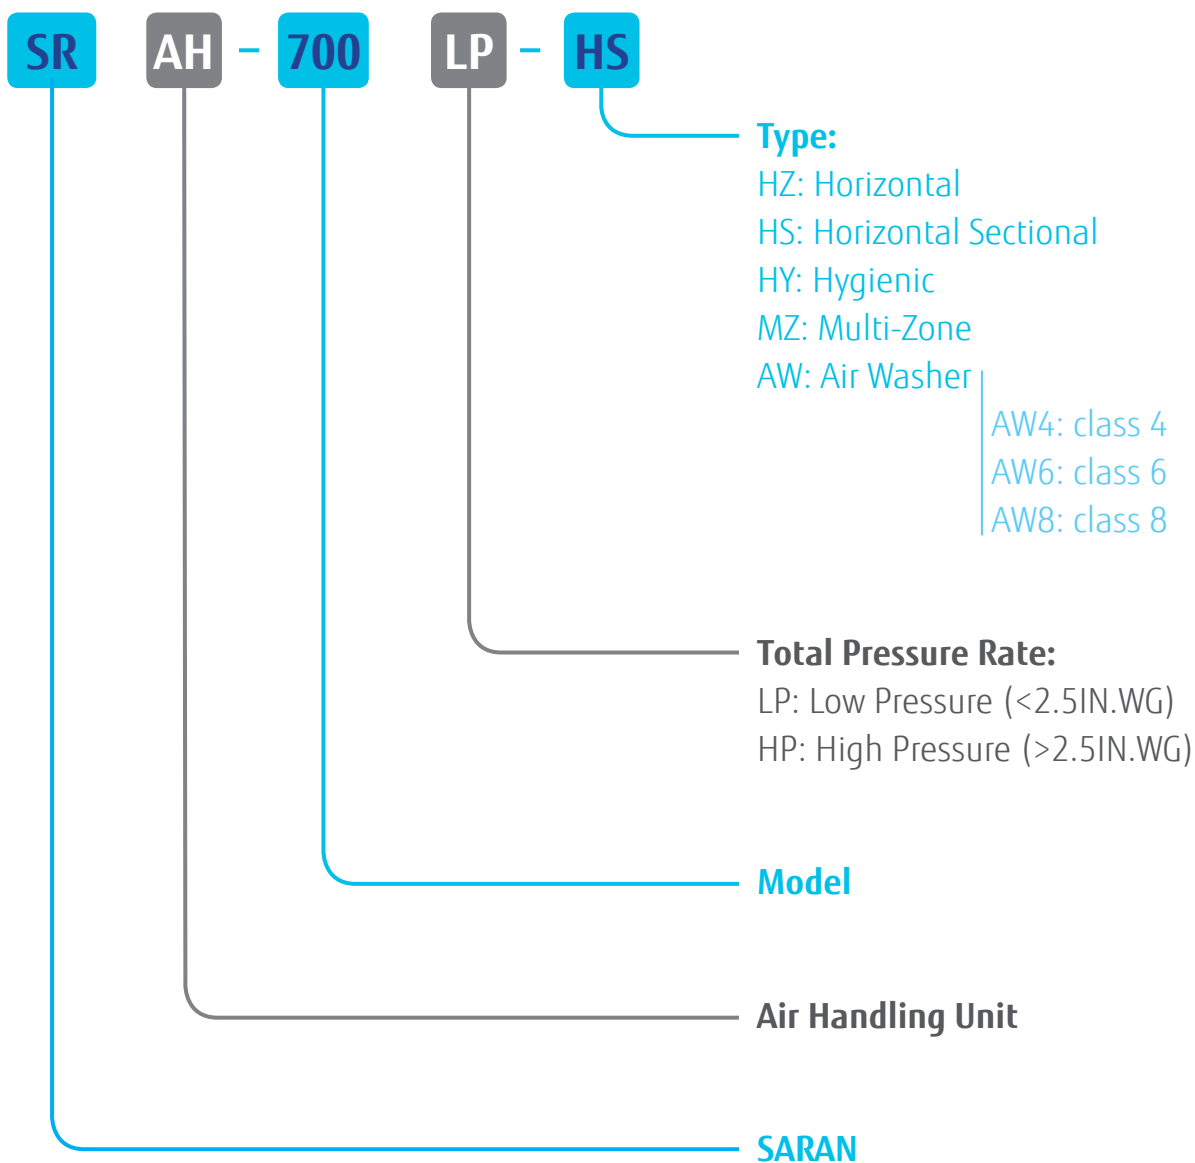 SR AH - 700 LP - HS
Type:
HZ: Horizontal
HS: Horizontal Sectional
HY: Hygienic
MZ: Multi-Zone
AW: Air Washer
AW4: class 4
AW6: class 6
AW8: class 8
Total Pressure Rate:
LP: Low Pressure (<2.5IN.WG)
HP: High Pressure (>2.5IN.WG)
Model
Air Handling Unit
SARAN